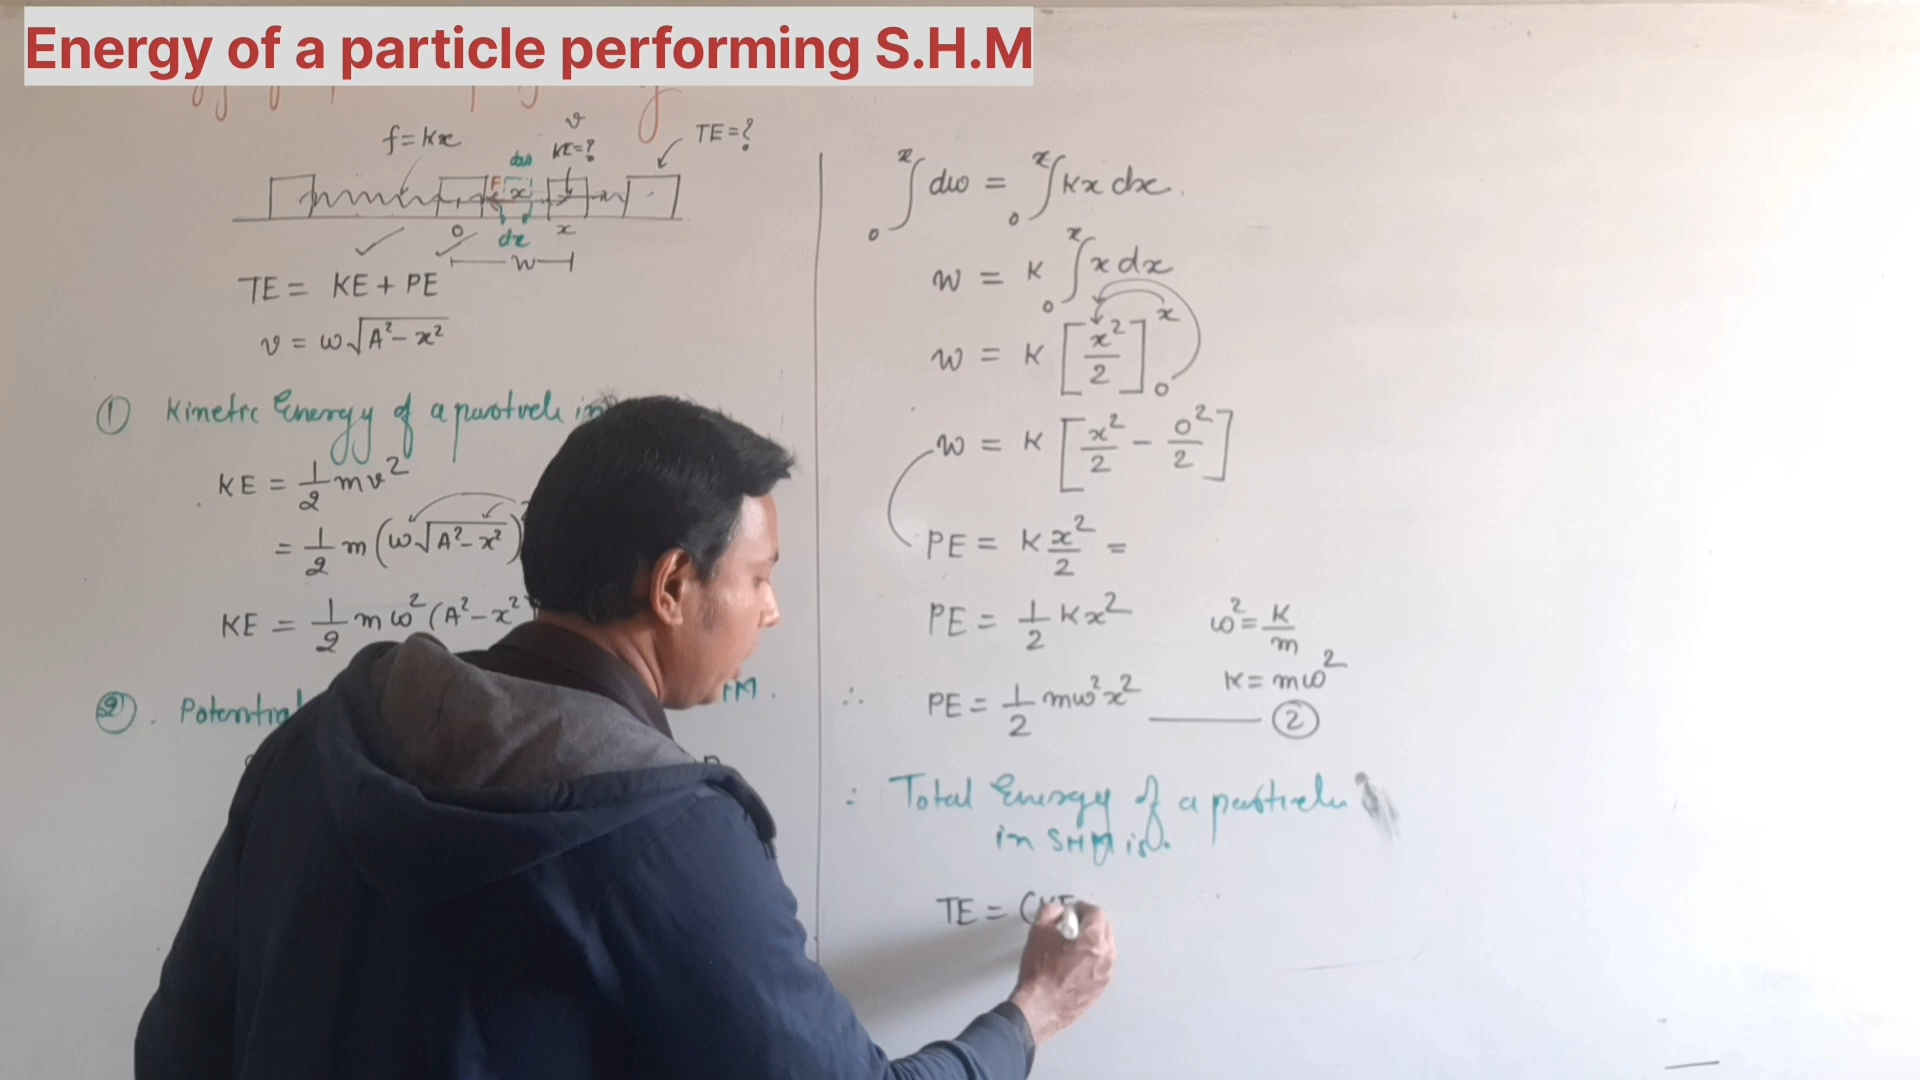 Energy of a particle performing S.H.M
f = kx
v
KE=?
TE=?
dω
F
x
O
dx
x
W
TE = KE + PE
v = ω√A²-x²
① Kinetic Energy of a particle in
KE = 1/2 mv²
= 1/2 m (ω√A²-x²)
KE = 1/2 mω² (A²-x²
②. Potential
M.
∫₀ˣ dω = ∫₀ˣ kx dx.
W = K ∫₀ˣ x dx
W = K [x²/2]₀ˣ
W = K [x²/2 - 0²/2]
PE = K x²/2 =
PE = 1/2 Kx² ω² = K/m
K = mω²
∴ PE = 1/2 mω²x² —— ②
: Total Energy of a particle
in SHM is.
TE = (KE